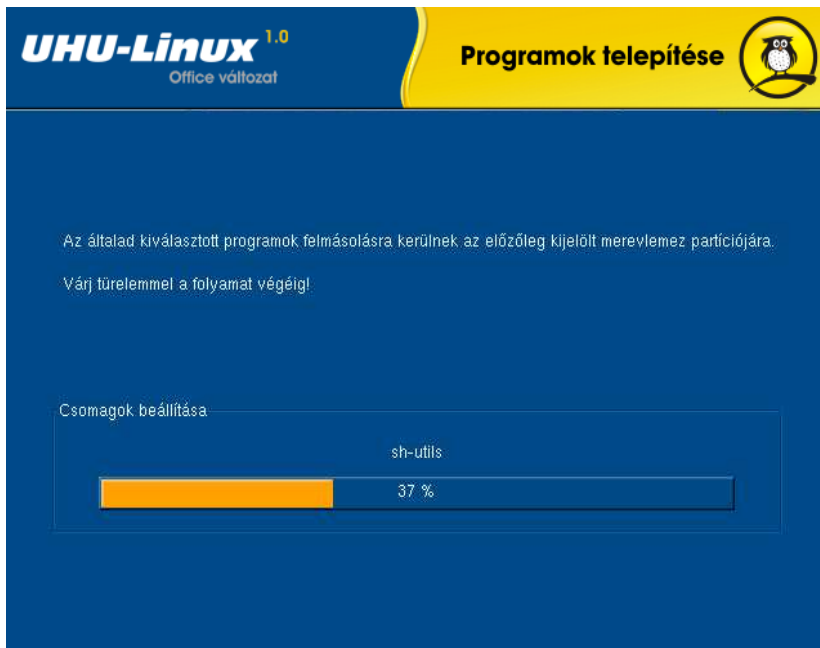 UHU-Linux 1.0
Office változat
Programok telepítése
Az általad kiválasztott programok felmásolásra kerülnek az előzőleg kijelölt merevlemez partíciójára.
Várj türelemmel a folyamat végéig!
Csomagok beállítása
sh-utils
37 %